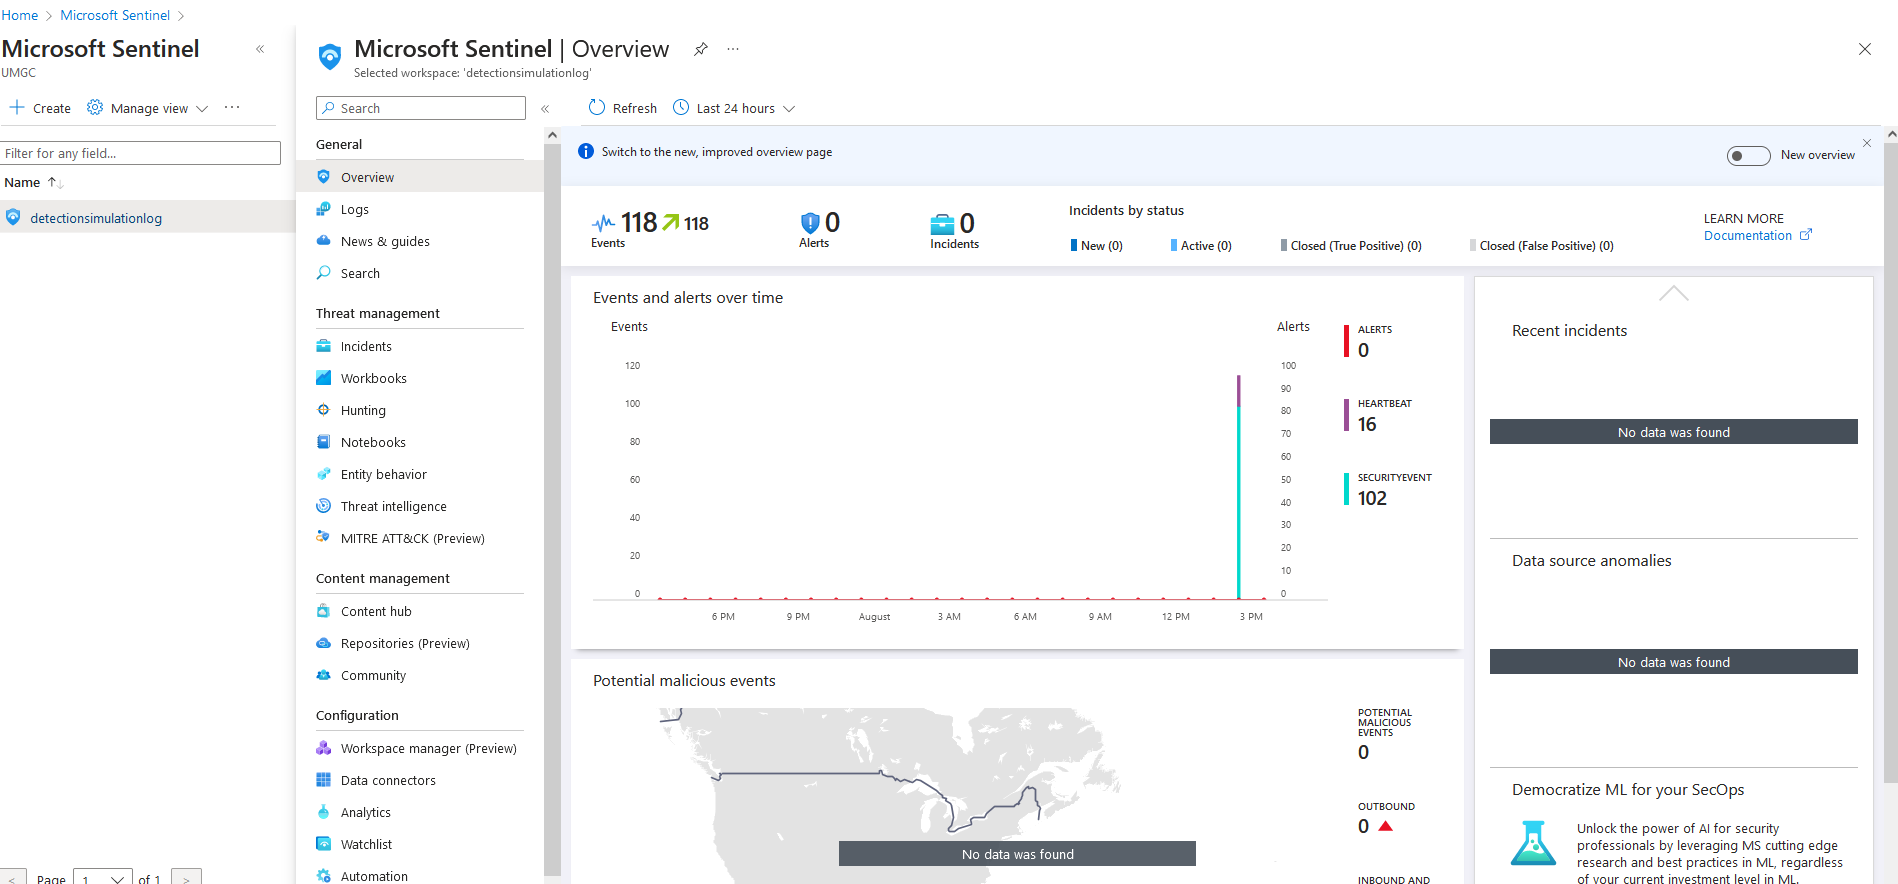 Home > Microsoft Sentinel >
Microsoft Sentinel «
UMGC
+ Create Manage view ...
Filter for any field...
Name ↑↓
detectionsimulationlog
< Page 1 of 1 >
Microsoft Sentinel | Overview ...
Selected workspace: 'detectionsimulationlog'
Search «
General
Overview
Logs
News & guides
Search
Threat management
Incidents
Workbooks
Hunting
Notebooks
Entity behavior
Threat intelligence
MITRE ATT&CK (Preview)
Content management
Content hub
Repositories (Preview)
Community
Configuration
Workspace manager (Preview)
Data connectors
Analytics
Watchlist
Automation
Refresh Last 24 hours
Switch to the new, improved overview page
New overview
118 118
Events
0
Alerts
0
Incidents
Incidents by status
New (0) Active (0) Closed (True Positive) (0) Closed (False Positive) (0)
LEARN MORE
Documentation
Events and alerts over time
Events Alerts
120
100
80
60
40
20
0
100
90
80
70
60
50
40
30
20
10
0
6 PM 9 PM August 3 AM 6 AM 9 AM 12 PM 3 PM
ALERTS
0
HEARTBEAT
16
SECURITYEVENT
102
Potential malicious events
No data was found
POTENTIAL
MALICIOUS
EVENTS
0
OUTBOUND
0
INBOUND AND
Recent incidents
No data was found
Data source anomalies
No data was found
Democratize ML for your SecOps
Unlock the power of AI for security
professionals by leveraging MS cutting edge
research and best practices in ML, regardless
of your current investment level in ML.